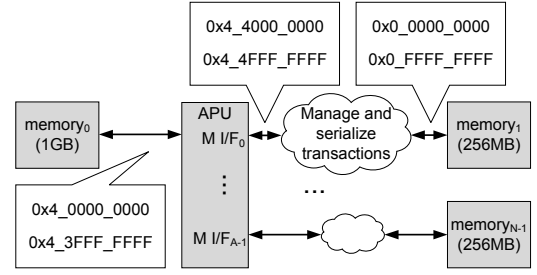 0x4_4000_0000
0x4_4FFF_FFFF
0x0_0000_0000
0x0_FFFF_FFFF
memory0
(1GB)
APU
M I/F0
Manage and
serialize
transactions
memory1
(256MB)
⋮
...
0x4_0000_0000
0x4_3FFF_FFFF
M I/FA-1
memoryN-1
(256MB)